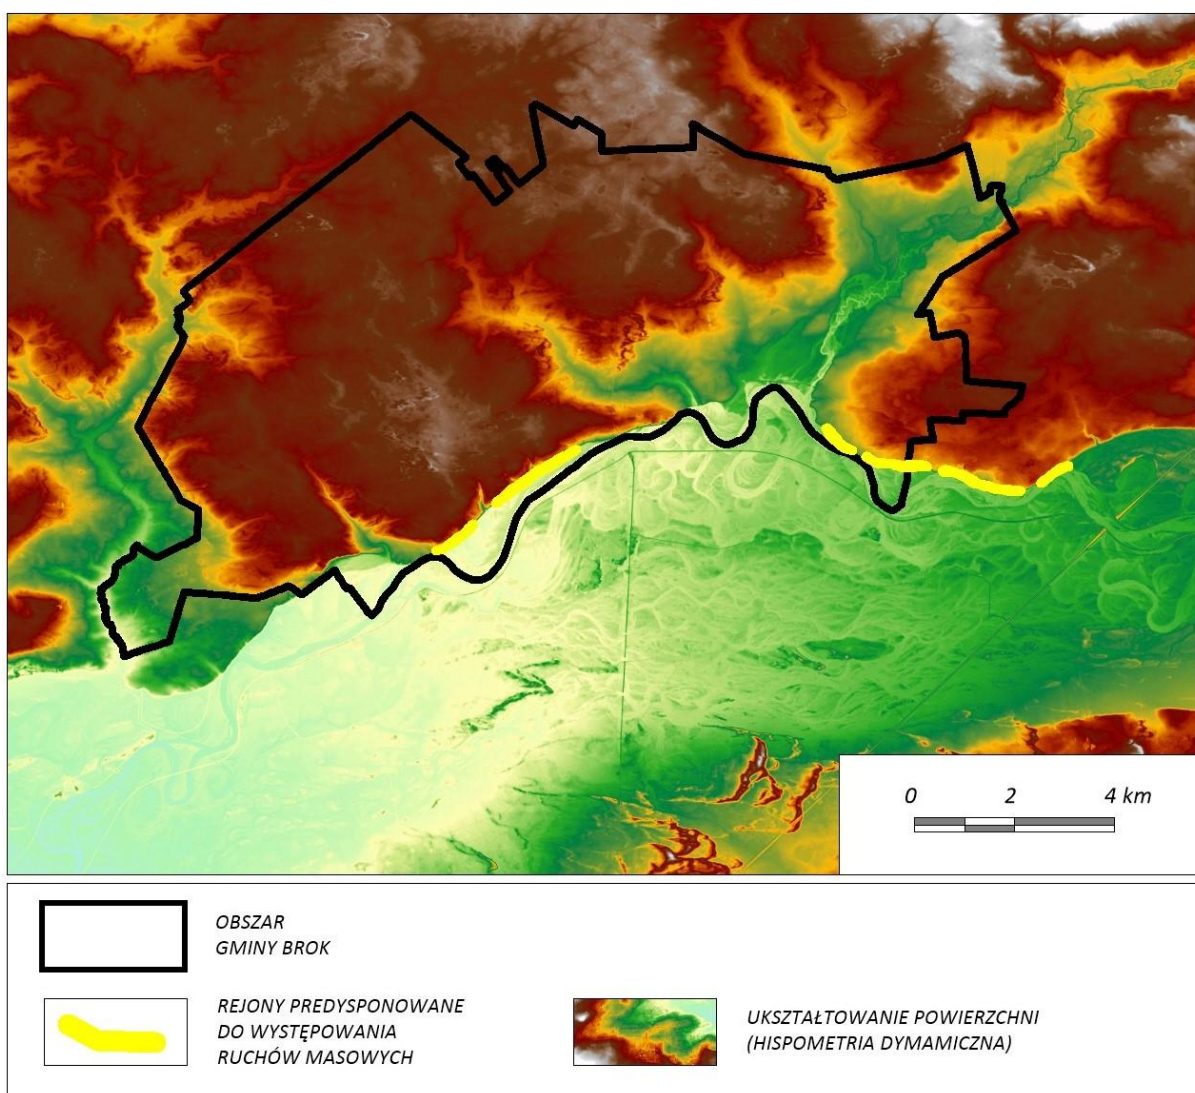 0 2 4 km
OBSZAR
GMINY BROK
REJONY PREDYSPONOWANE
DO WYSTĘPOWANIA
RUCHÓW MASOWYCH
UKSZTAŁTOWANIE POWIERZCHNI
(HISPOMETRIA DYMAMICZNA)